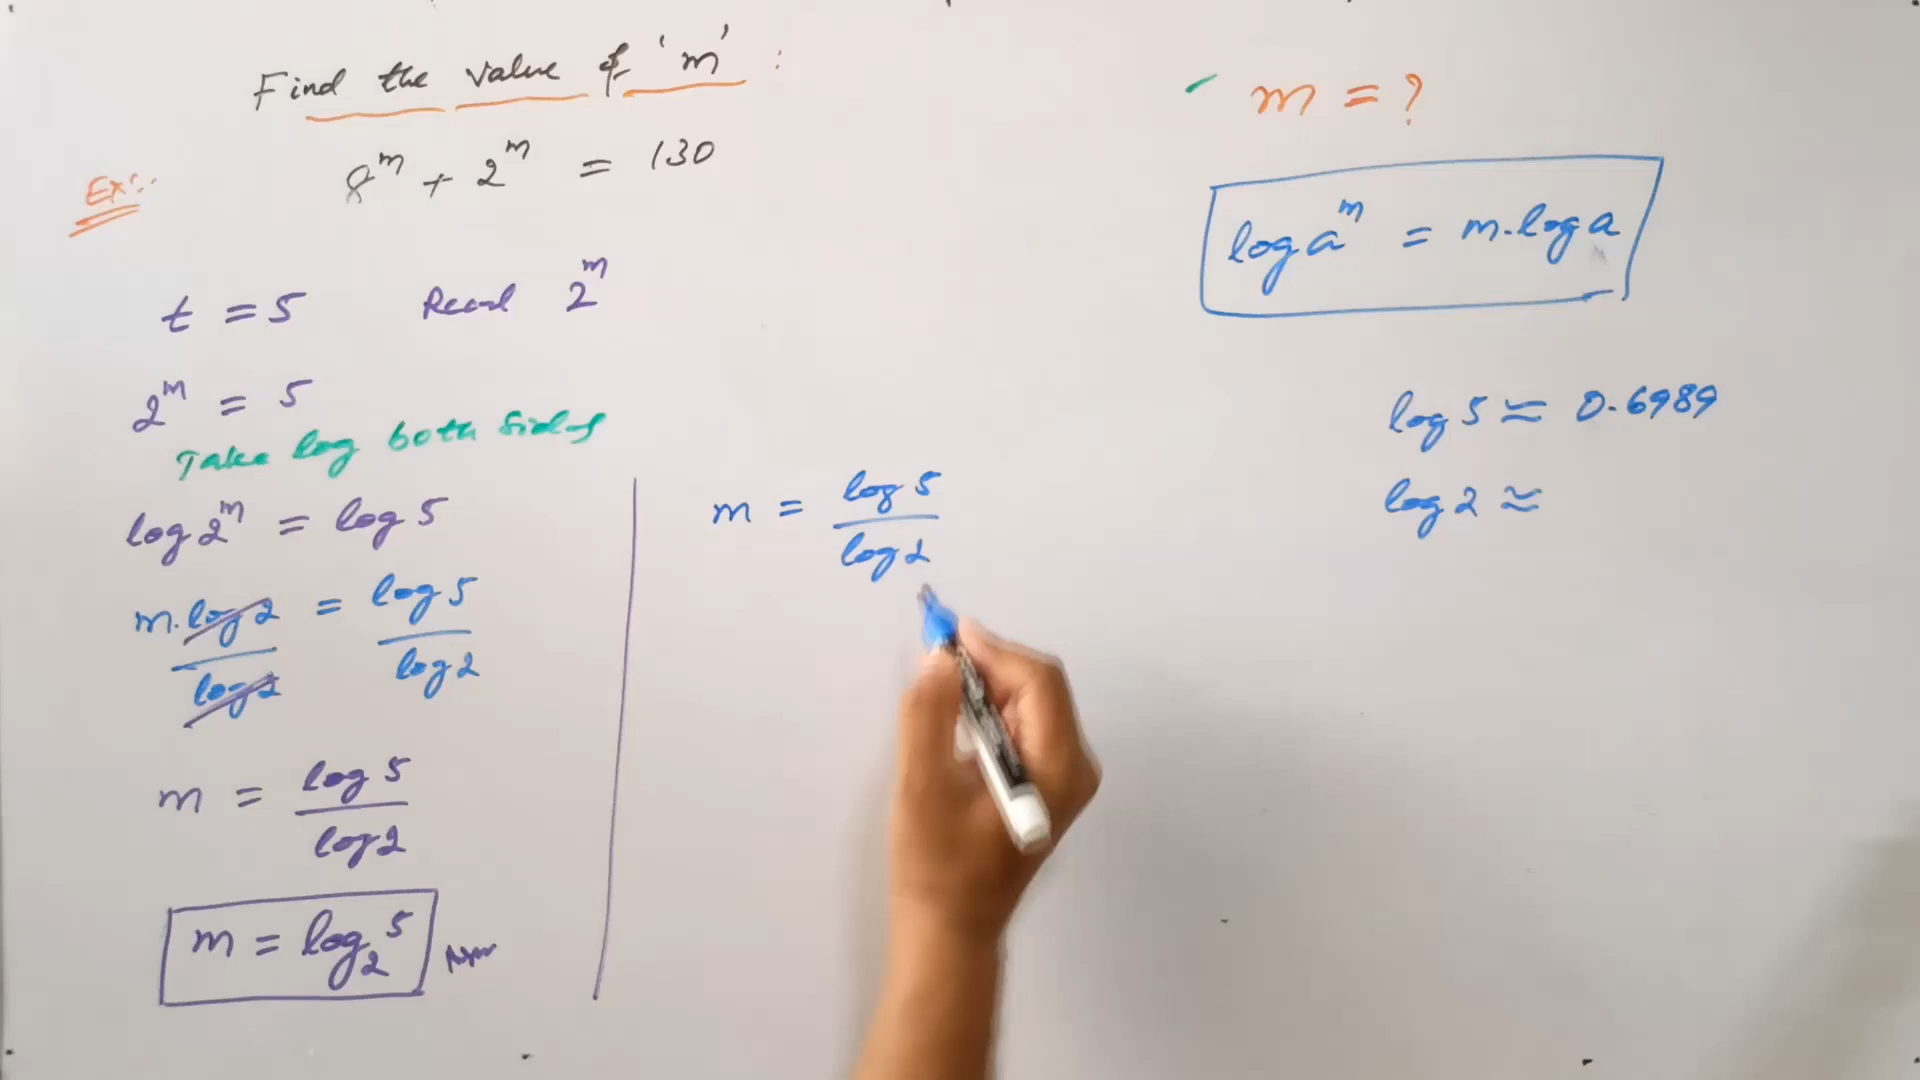 Find the value of 'm' :
Ex:-
8^m + 2^m = 130
t = 5 Recal 2^m
2^m = 5
Take log both sides
log 2^m = log 5
m.log 2 / log 2 = log 5 / log 2
m = log 5 / log 2
m = log_2 5
m = log 5 / log 2
m = ?
log a^m = m.log a
log 5 ≈ 0.6989
log 2 ≈